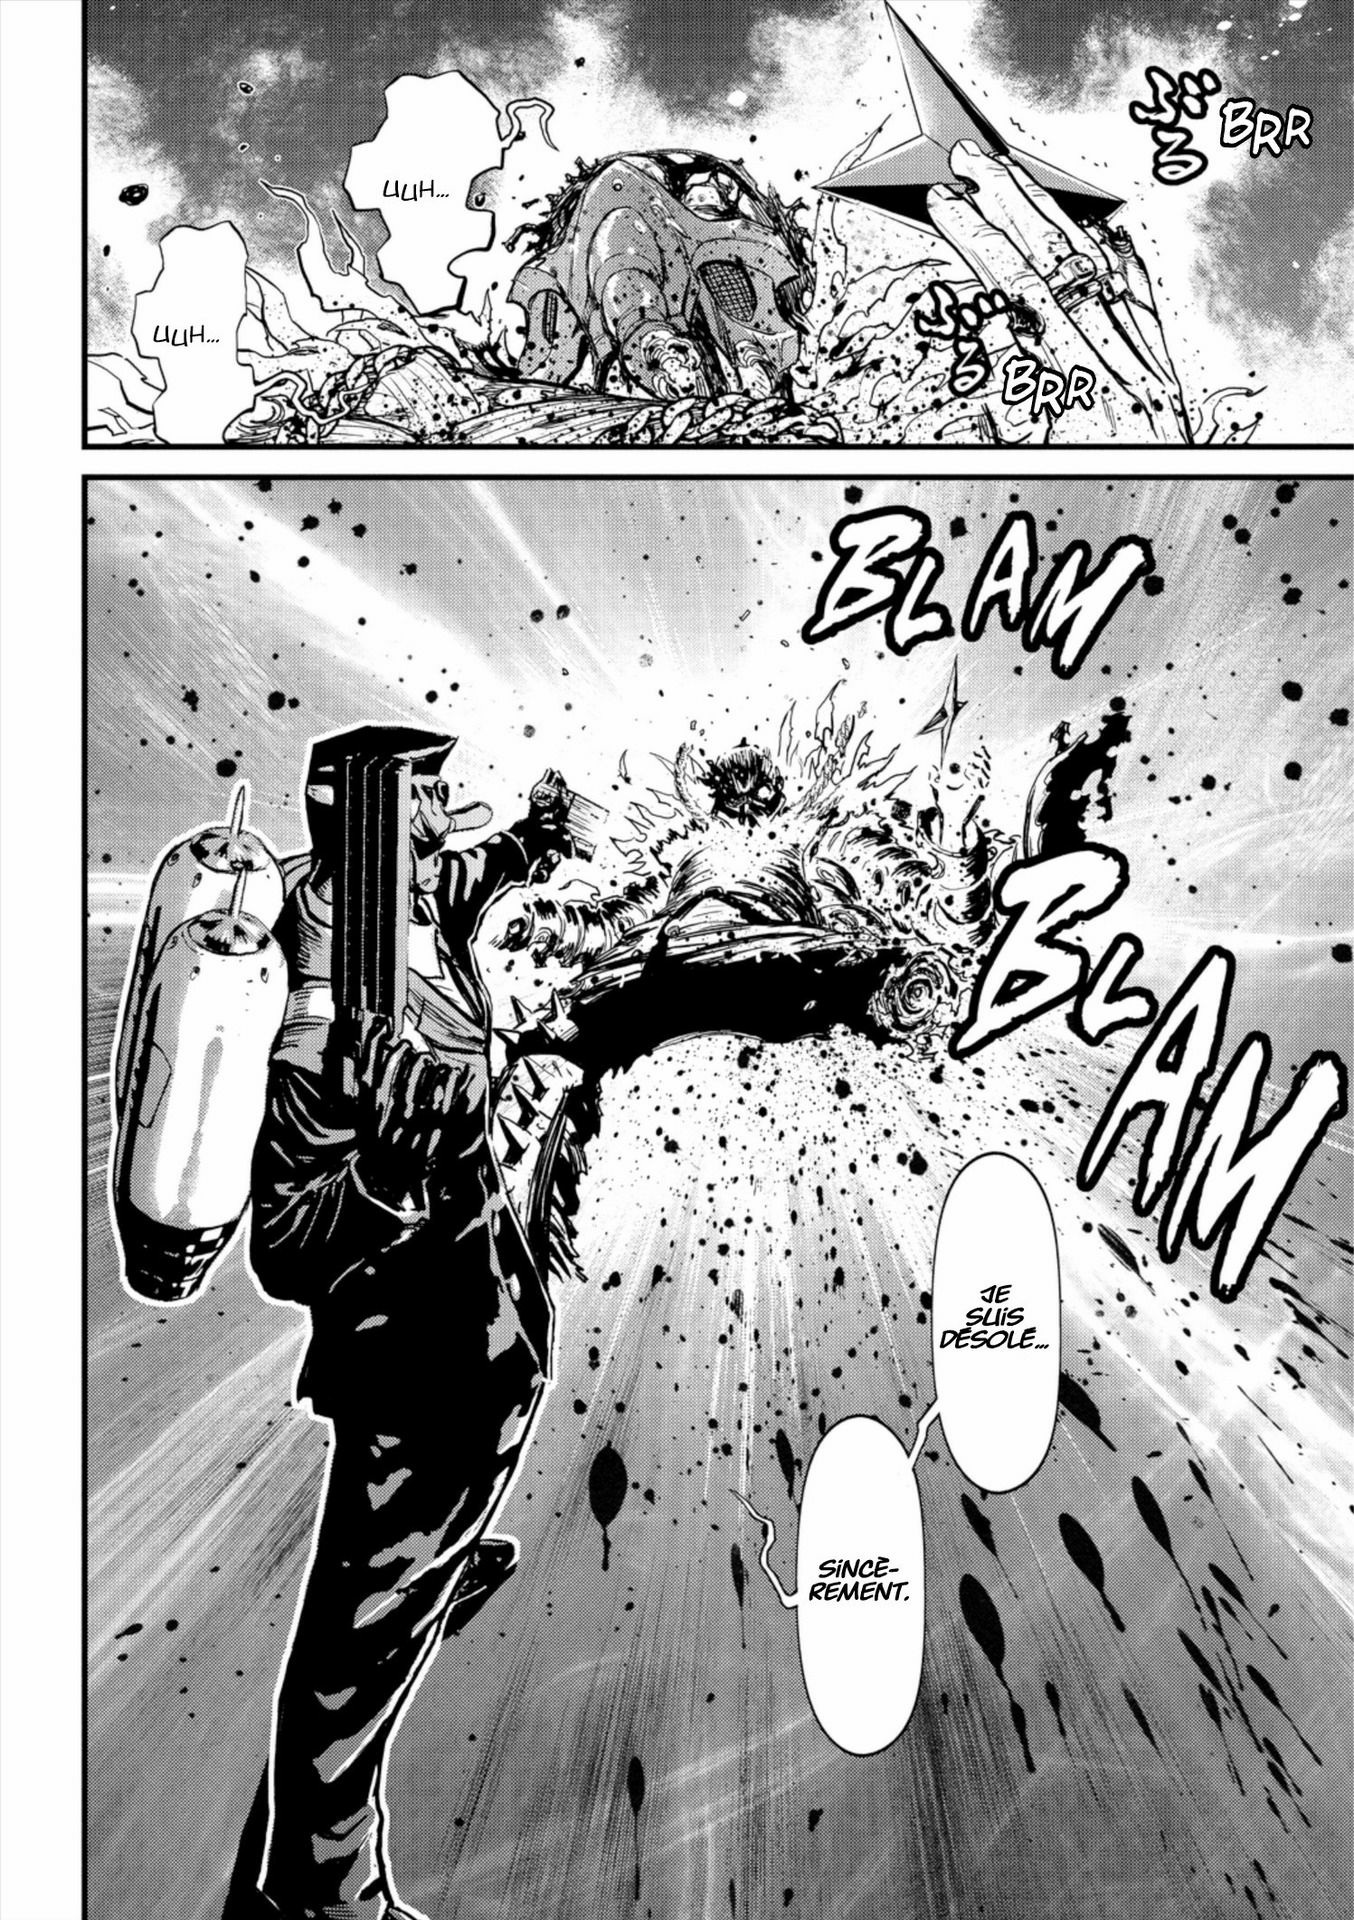 ぶる
BRR
UUH...
ぶる
BRR
UUH...
BLAM
BLAM
JE
SUIS
DÉSOLÉ...
SINCÈ-
REMENT.